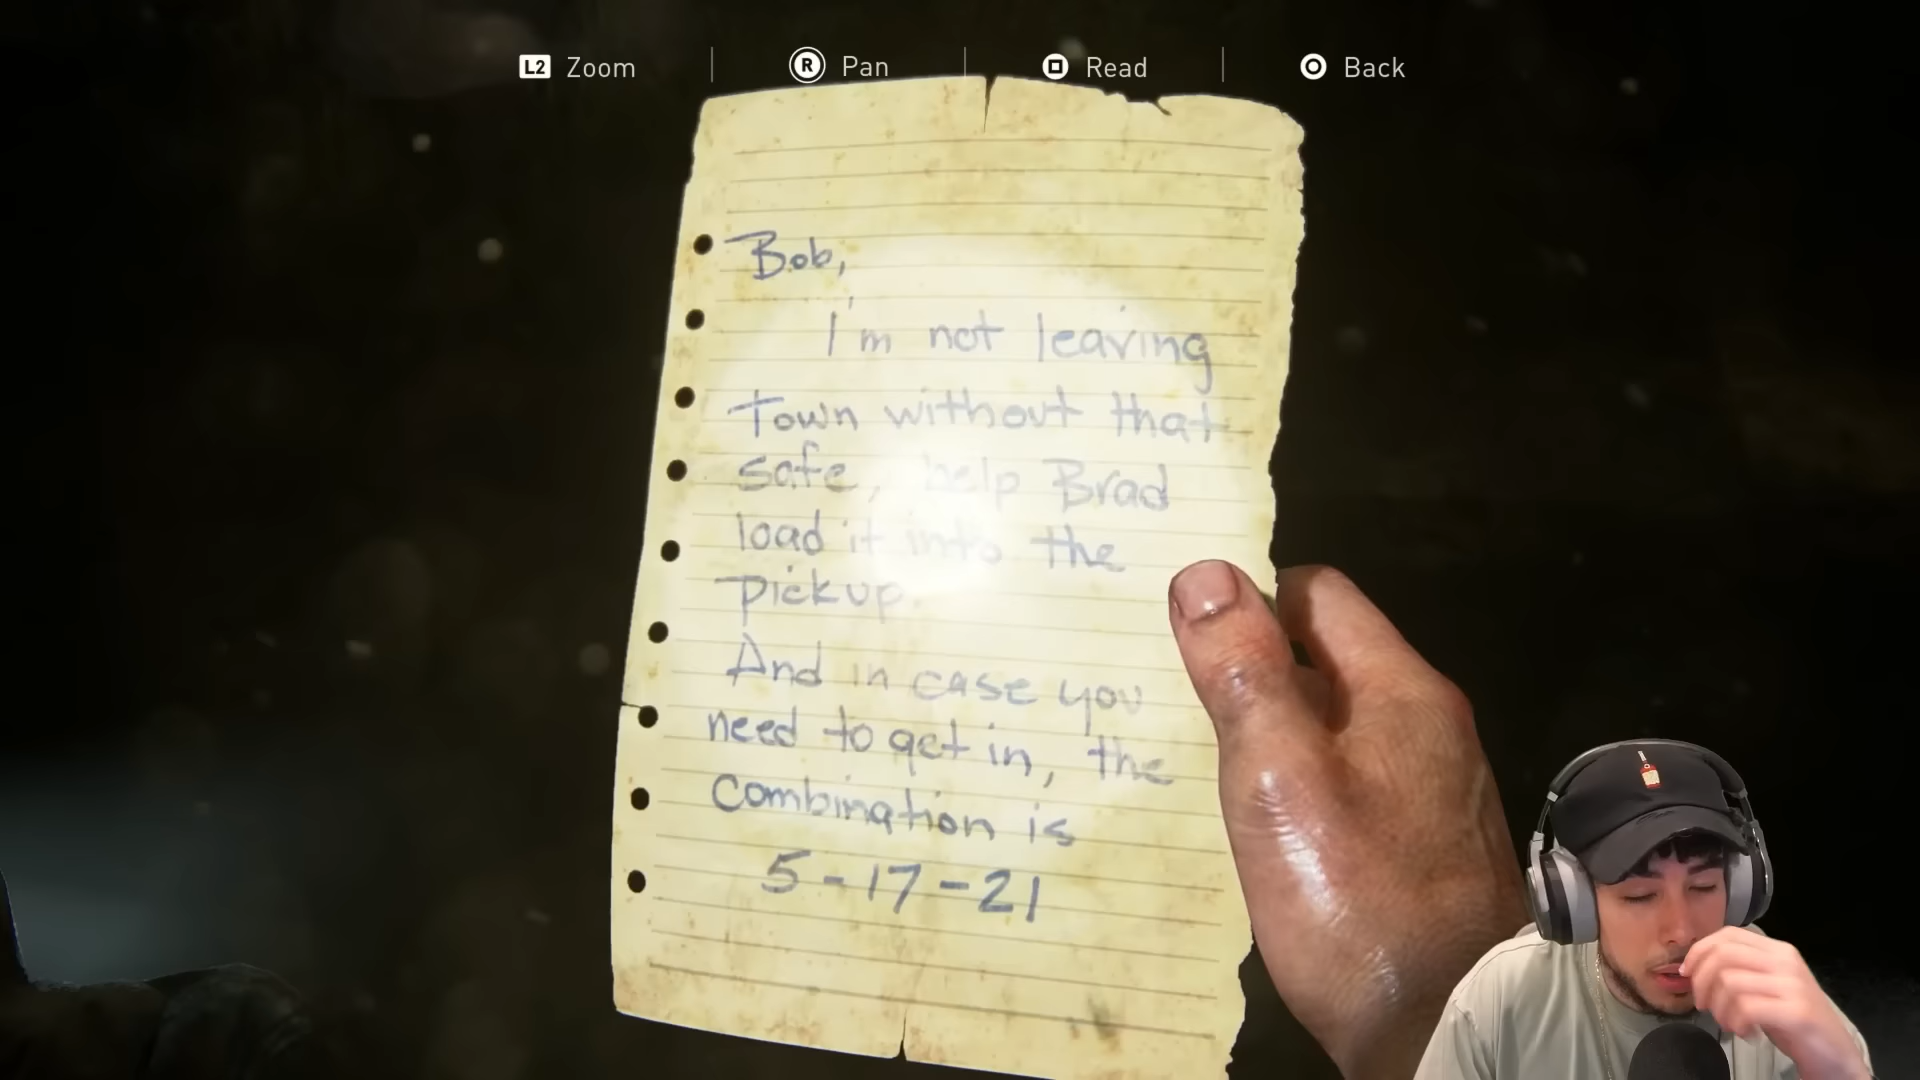 L2 Zoom R Pan Read Back
Bob,
I'm not leaving
Town without that
safe, help Brad
load it into the
Pickup.
And in case you
need to get in, the
combination is
5-17-21